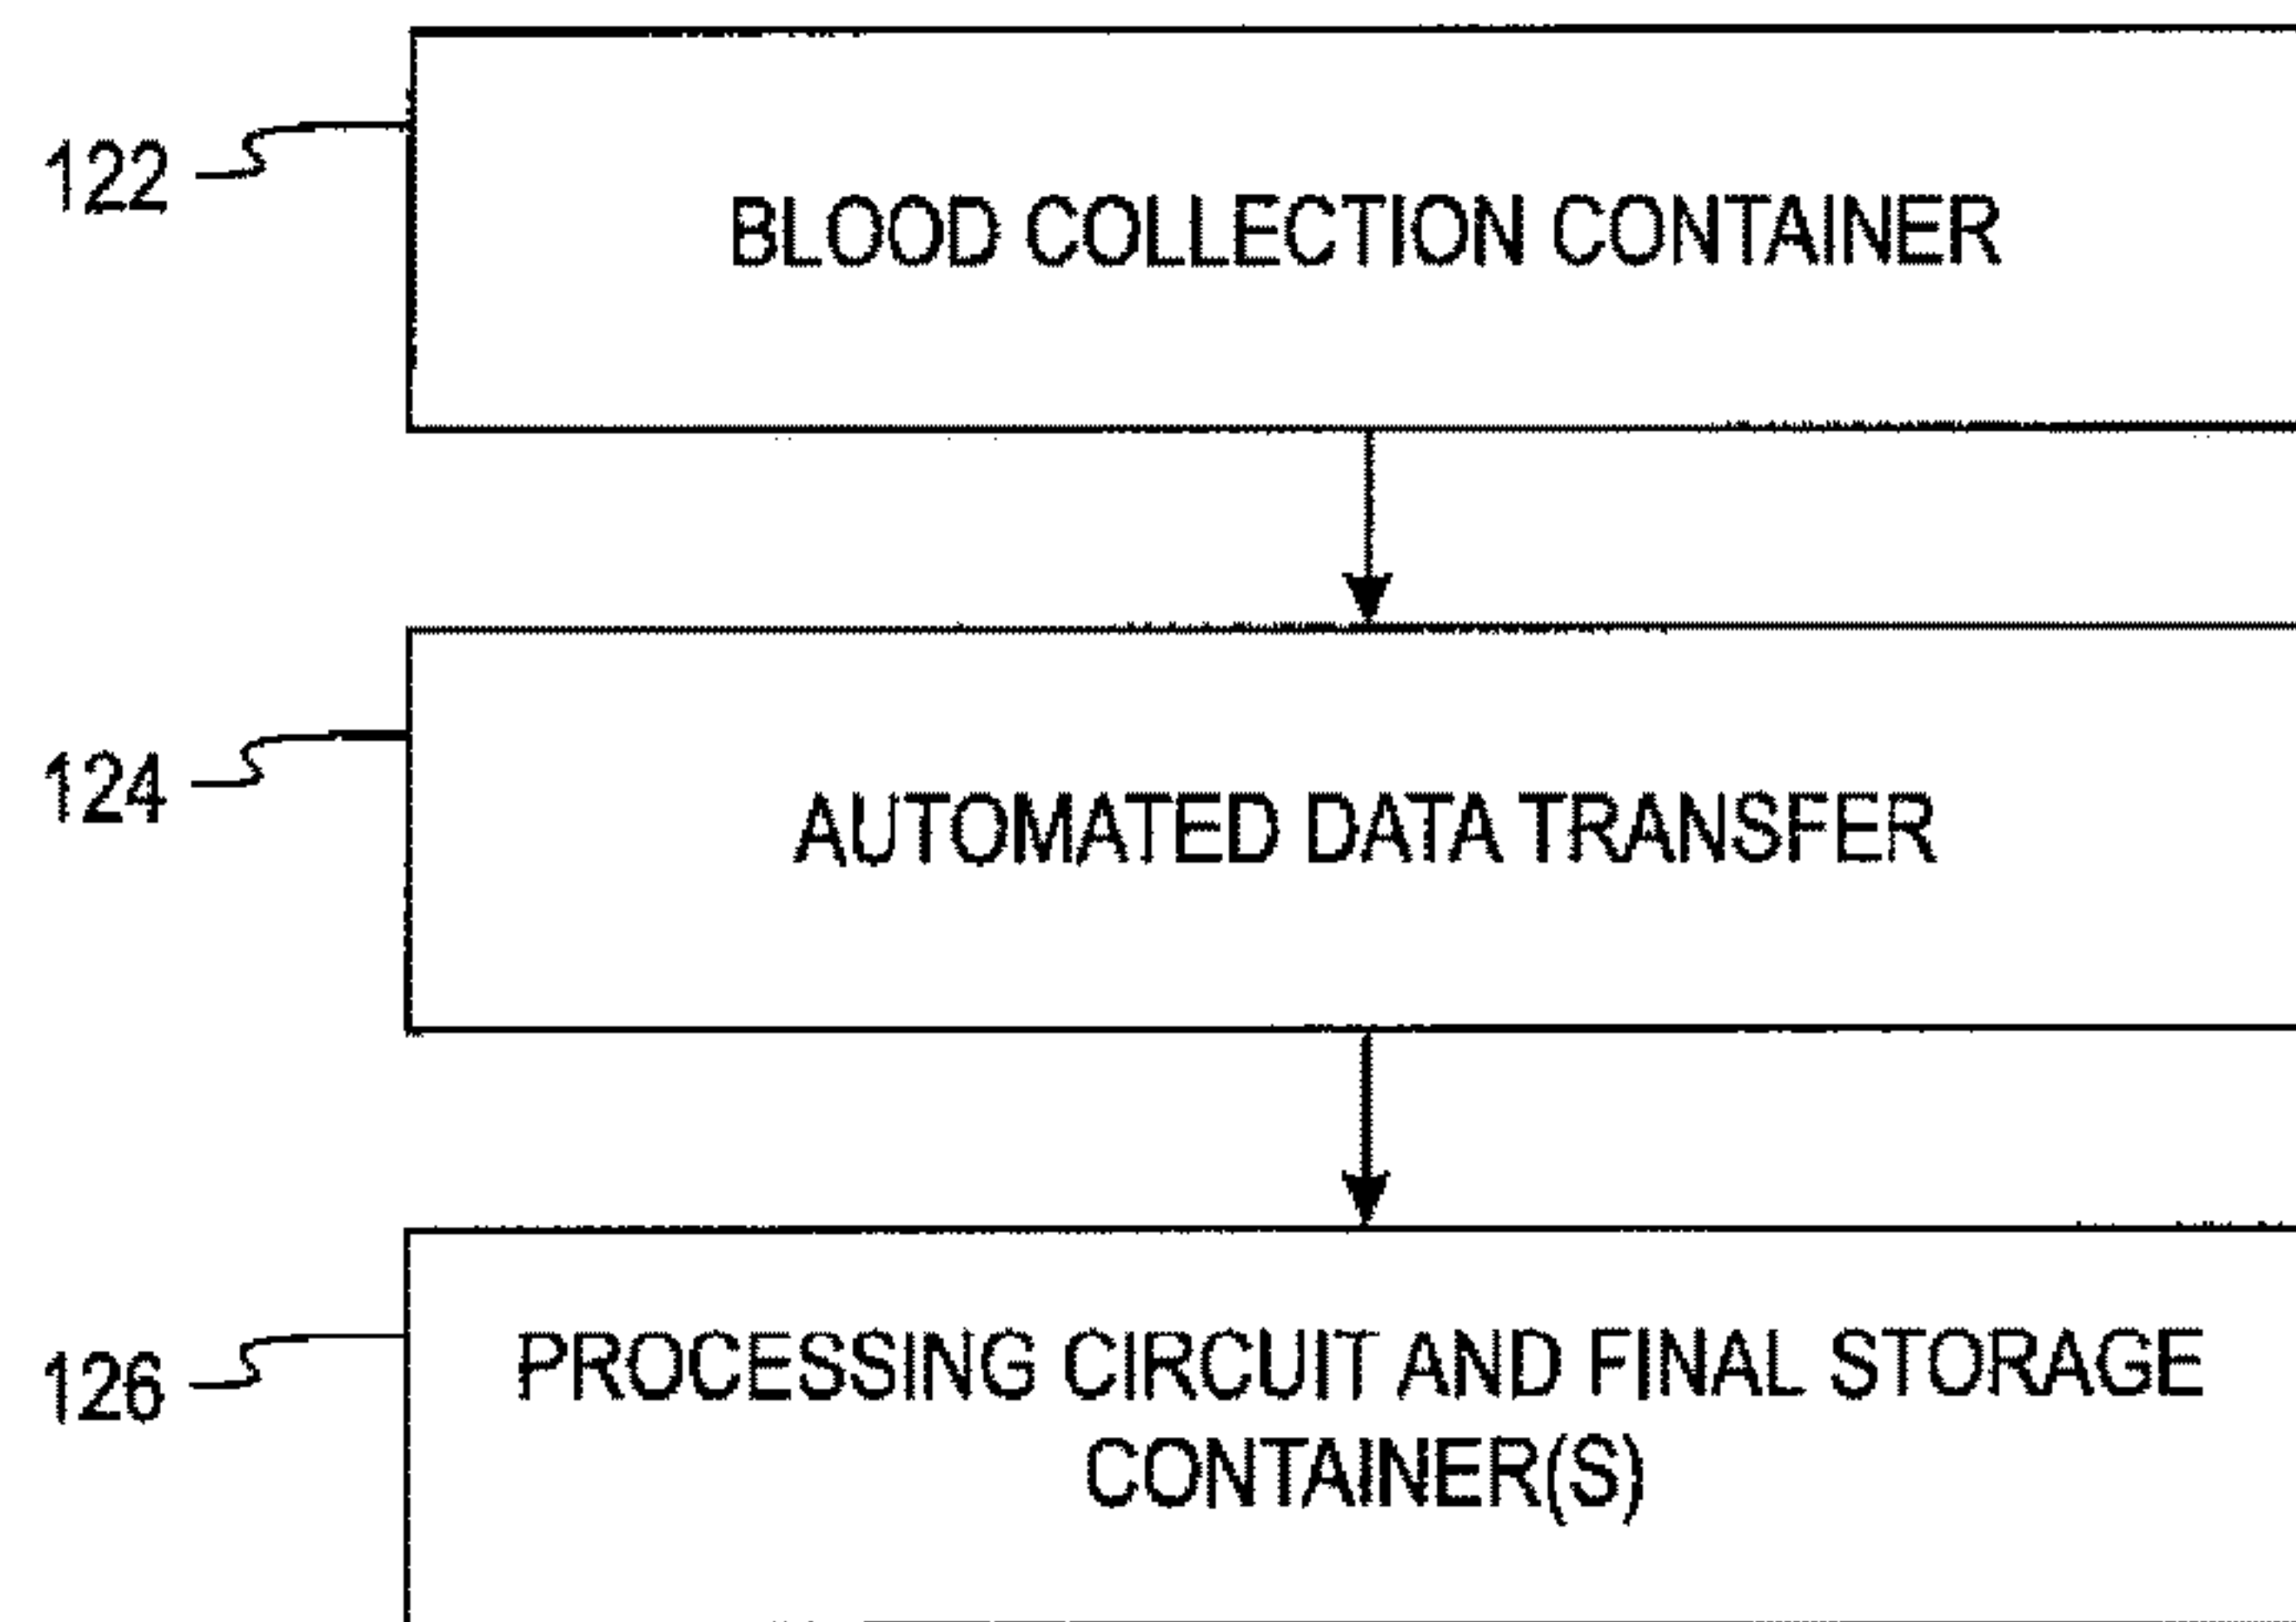 122
BLOOD COLLECTION CONTAINER
124
AUTOMATED DATA TRANSFER
126
PROCESSING CIRCUIT AND FINAL STORAGE
CONTAINER(S)